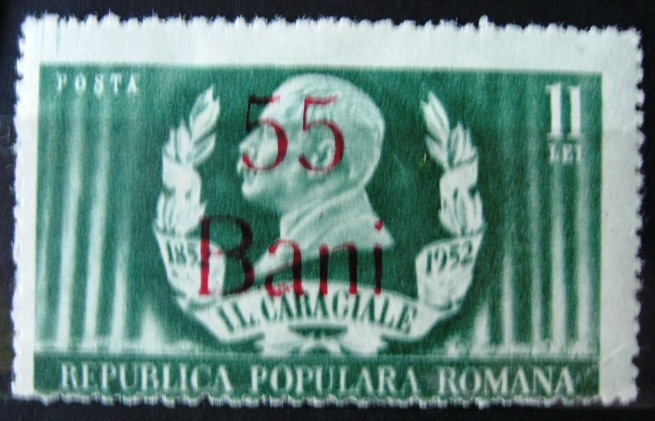 POSTA
11
LEI
55
Bani
1852
1952
I.L. CARAGIALE
REPUBLICA POPULARA ROMANA